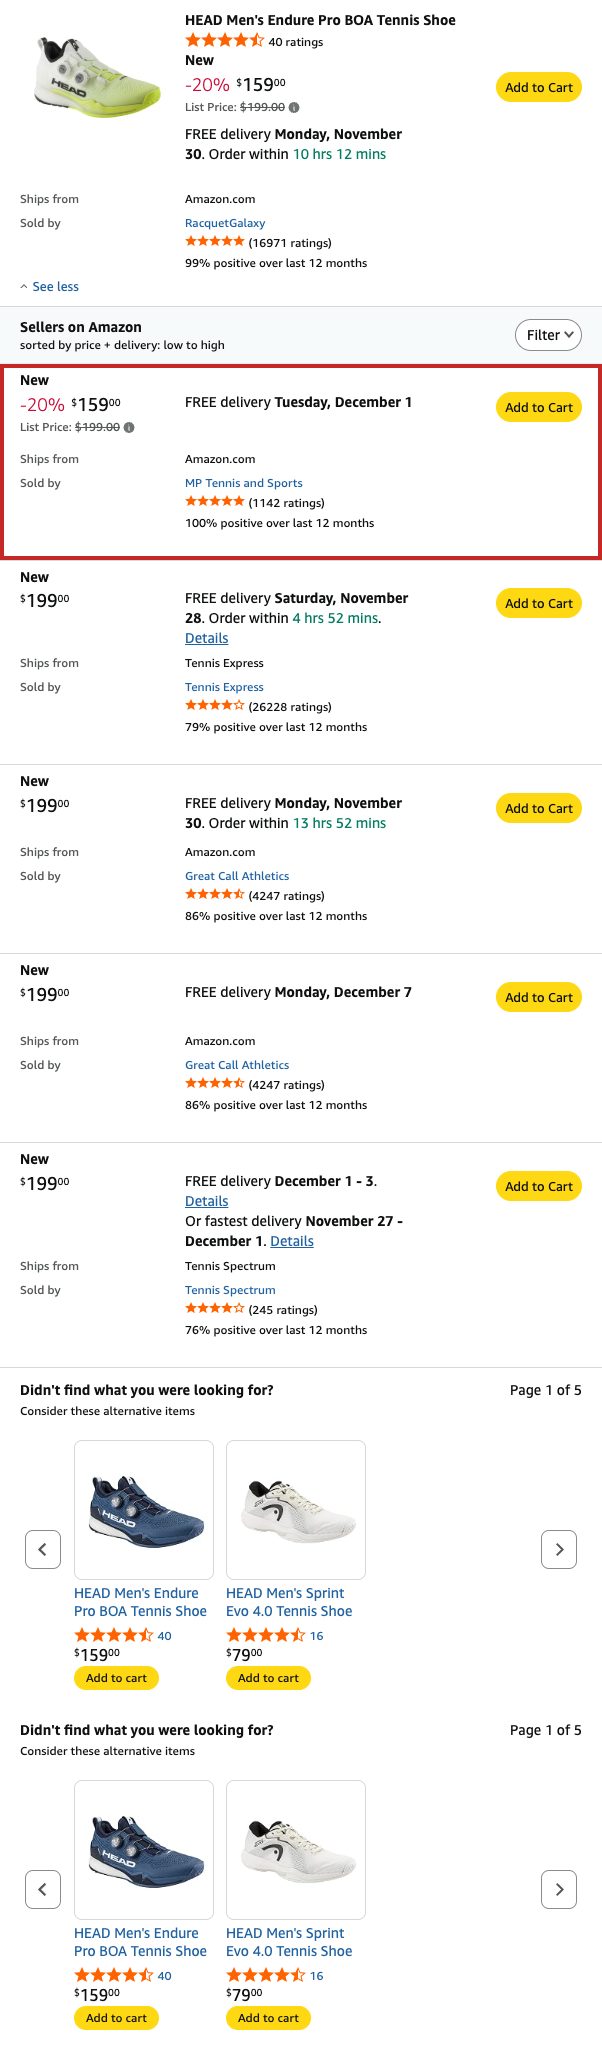 HEAD Men's Endure Pro BOA Tennis Shoe
40 ratings
New
-20% $15900
List Price: $199.00
Add to Cart
FREE delivery Monday, November
30. Order within 10 hrs 12 mins
HEAD
Ships from Amazon.com
Sold by RacquetGalaxy
(16971 ratings)
99% positive over last 12 months
See less
Sellers on Amazon
sorted by price + delivery: low to high
Filter
New
-20% $15900 FREE delivery Tuesday, December 1 Add to Cart
List Price: $199.00
Ships from Amazon.com
Sold by MP Tennis and Sports
(1142 ratings)
100% positive over last 12 months
New
$19900 FREE delivery Saturday, November Add to Cart
28. Order within 4 hrs 52 mins.
Details
Ships from Tennis Express
Sold by Tennis Express
(26228 ratings)
79% positive over last 12 months
New
$19900 FREE delivery Monday, November Add to Cart
30. Order within 13 hrs 52 mins
Ships from Amazon.com
Sold by Great Call Athletics
(4247 ratings)
86% positive over last 12 months
New
$19900 FREE delivery Monday, December 7 Add to Cart
Ships from Amazon.com
Sold by Great Call Athletics
(4247 ratings)
86% positive over last 12 months
New
$19900 FREE delivery December 1 - 3. Add to Cart
Details
Or fastest delivery November 27 -
December 1. Details
Ships from Tennis Spectrum
Sold by Tennis Spectrum
(245 ratings)
76% positive over last 12 months
Didn't find what you were looking for? Page 1 of 5
Consider these alternative items
HEAD
HEAD Men's Endure
Pro BOA Tennis Shoe
40
$15900
Add to cart
HEAD Men's Sprint
Evo 4.0 Tennis Shoe
16
$7900
Add to cart
Didn't find what you were looking for? Page 1 of 5
Consider these alternative items
HEAD
HEAD Men's Endure
Pro BOA Tennis Shoe
40
$15900
Add to cart
HEAD Men's Sprint
Evo 4.0 Tennis Shoe
16
$7900
Add to cart